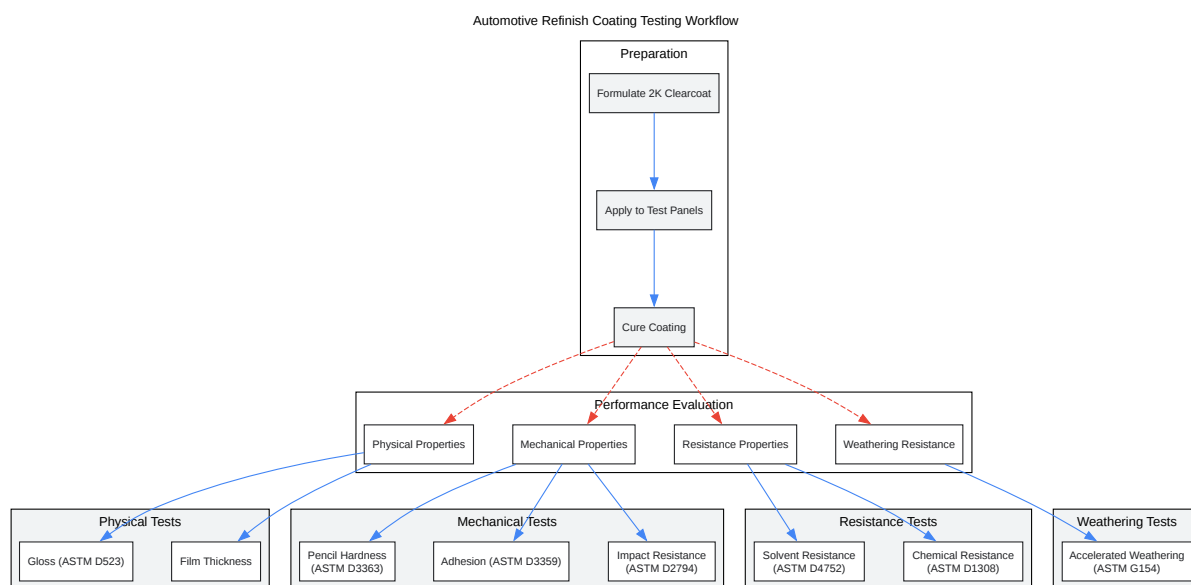 Automotive Refinish Coating Testing Workflow
Preparation
Formulate 2K Clearcoat
Apply to Test Panels
Cure Coating
Performance Evaluation
Physical Properties
Mechanical Properties
Resistance Properties
Weathering Resistance
Physical Tests
Gloss (ASTM D523)
Film Thickness
Mechanical Tests
Pencil Hardness
(ASTM D3363)
Adhesion (ASTM D3359)
Impact Resistance
(ASTM D2794)
Resistance Tests
Solvent Resistance
(ASTM D4752)
Chemical Resistance
(ASTM D1308)
Weathering Tests
Accelerated Weathering
(ASTM G154)